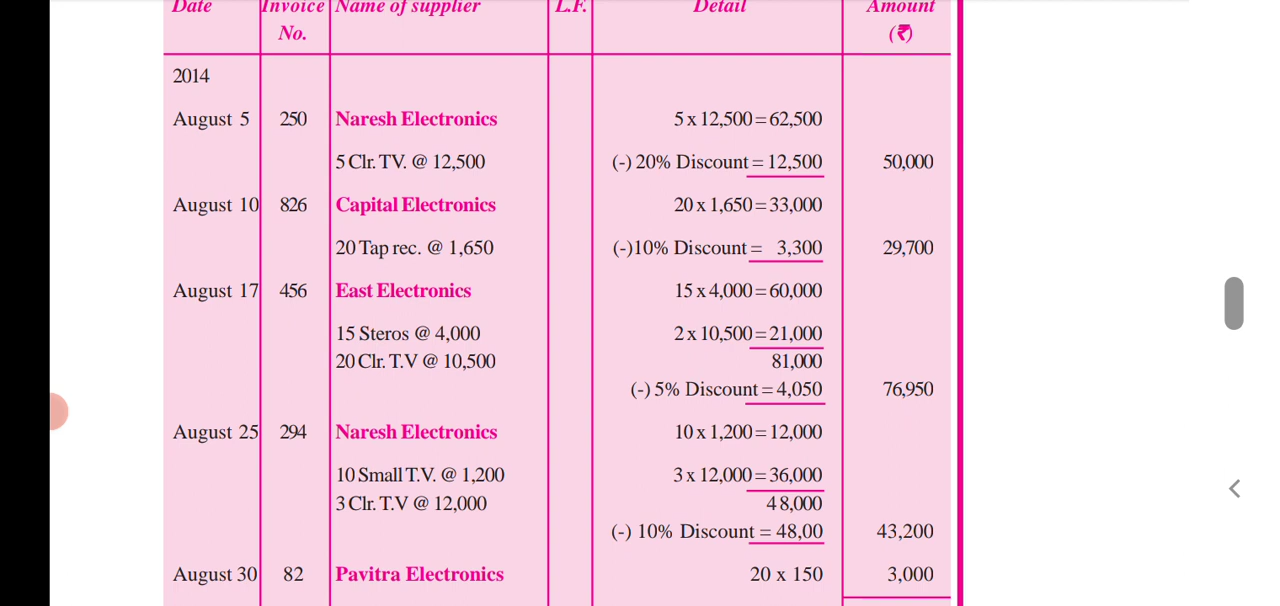 Date Invoice Name of supplier L.F. Detail Amount
No. (₹)
2014
August 5 250 Naresh Electronics 5 x 12,500 = 62,500
5 Clr. TV. @ 12,500 (-) 20% Discount = 12,500 50,000
August 10 826 Capital Electronics 20 x 1,650 = 33,000
20 Tap rec. @ 1,650 (-)10% Discount = 3,300 29,700
August 17 456 East Electronics 15 x 4,000 = 60,000
15 Steros @ 4,000 2 x 10,500 = 21,000
20 Clr. T.V @ 10,500 81,000
(-) 5% Discount = 4,050 76,950
August 25 294 Naresh Electronics 10 x 1,200 = 12,000
10 Small T.V. @ 1,200 3 x 12,000 = 36,000
3 Clr. T.V @ 12,000 48,000
(-) 10% Discount = 48,00 43,200
August 30 82 Pavitra Electronics 20 x 150 3,000